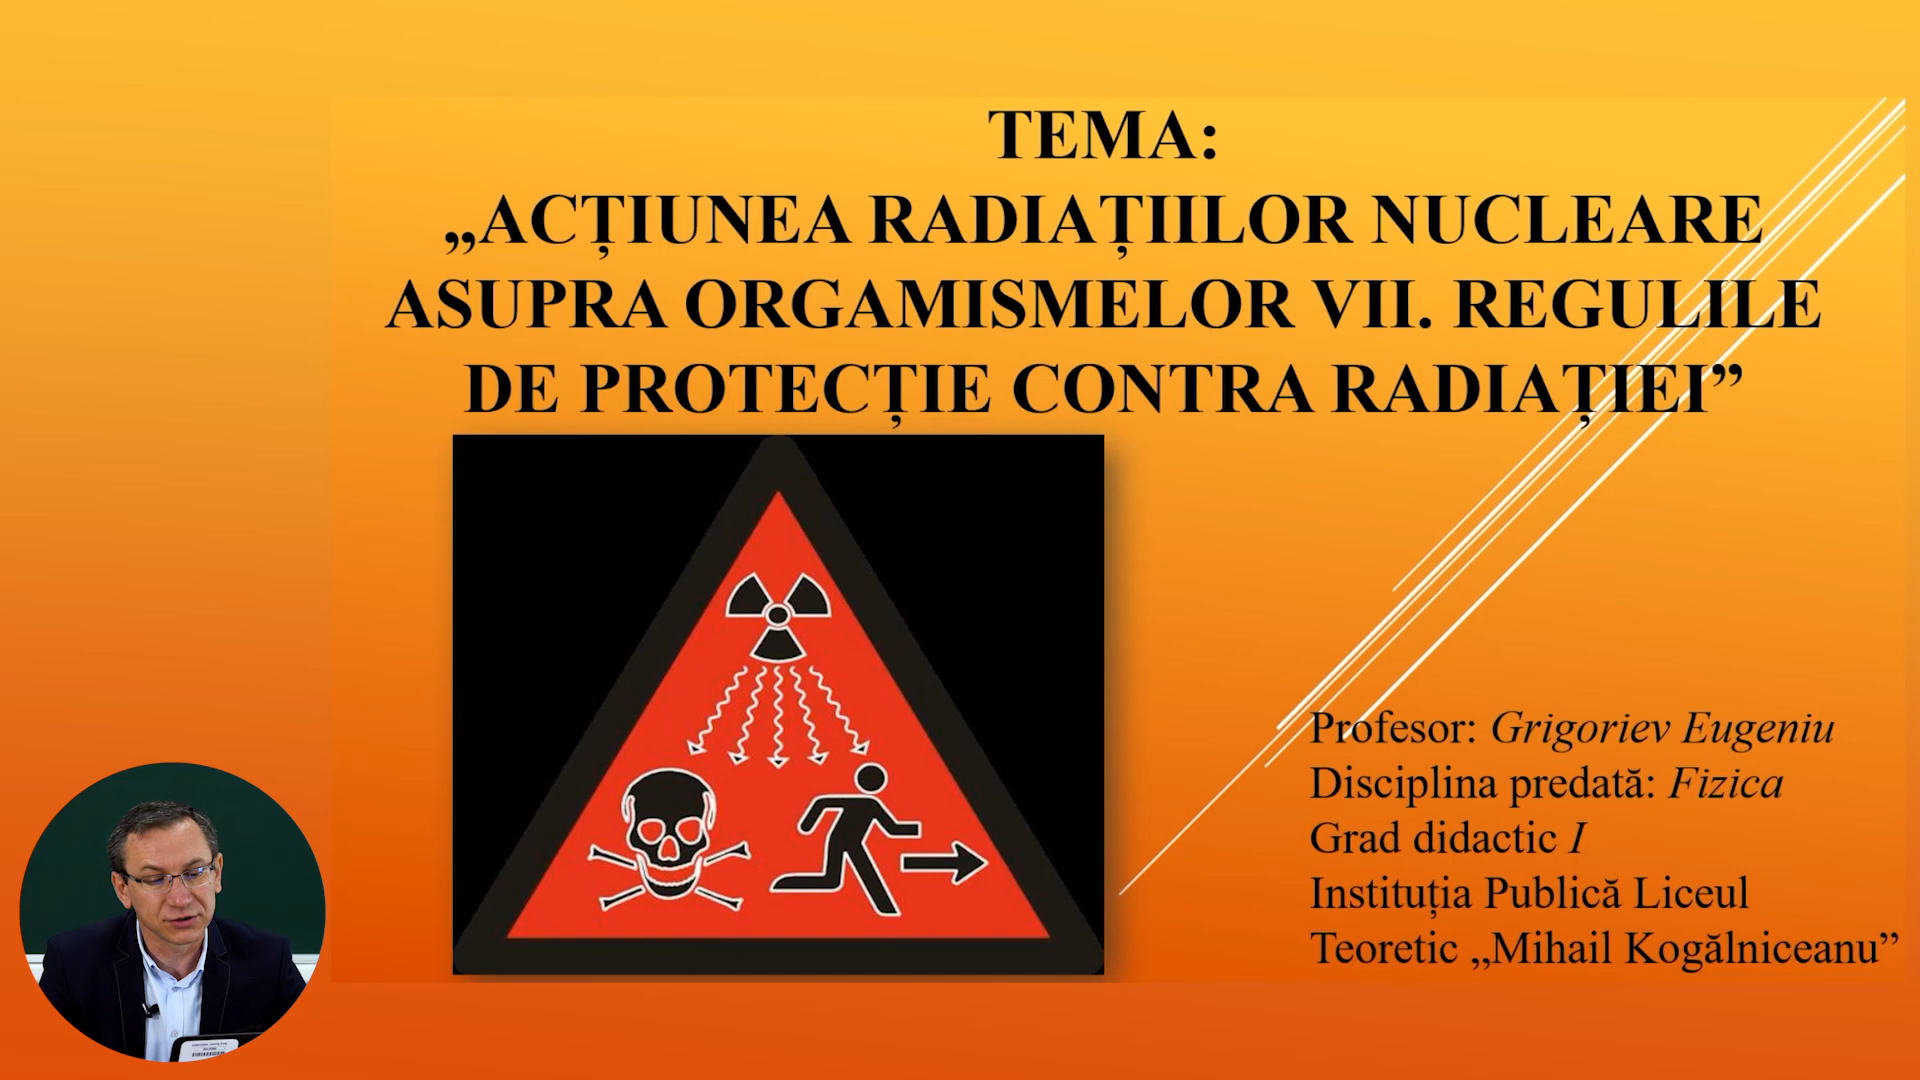 TEMA:
„ACȚIUNEA RADIAȚIILOR NUCLEARE
ASUPRA ORGAMISMELOR VII. REGULILE
DE PROTECȚIE CONTRA RADIAȚIEI”
Profesor: Grigoriev Eugeniu
Disciplina predată: Fizica
Grad didactic I
Instituția Publică Liceul
Teoretic „Mihail Kogălniceanu”